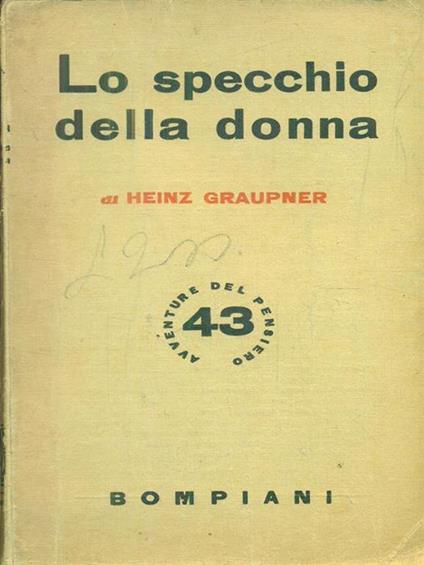 Lo specchio
della donna
di HEINZ GRAUPNER
AVVENTURE DEL PENSIERO
43
BOMPIANI